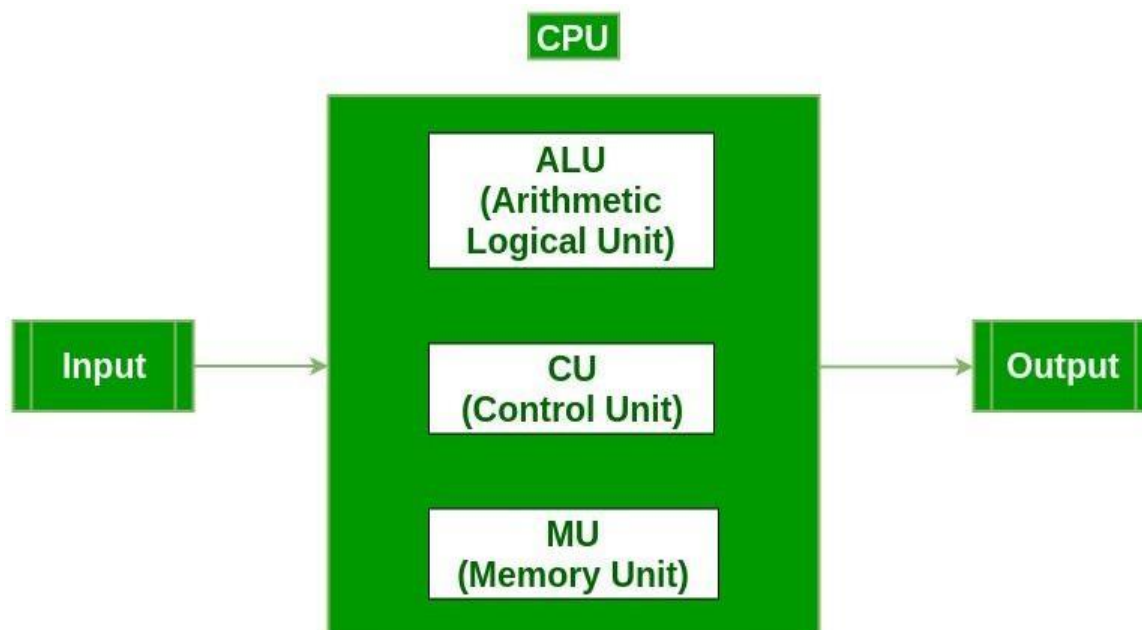 CPU
ALU
(Arithmetic
Logical Unit)
Input
CU
(Control Unit)
Output
MU
(Memory Unit)